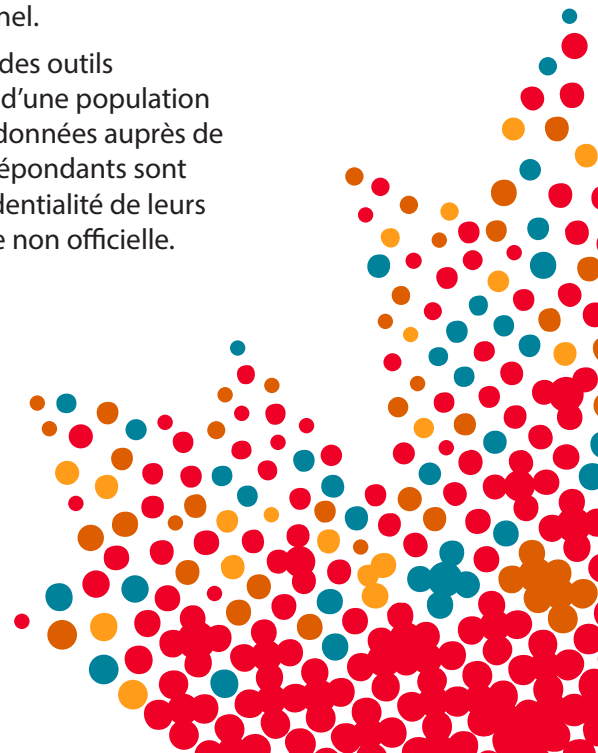 nel.
des outils
d'une population
données auprès de
épondants sont
dentialité de leurs
e non officielle.